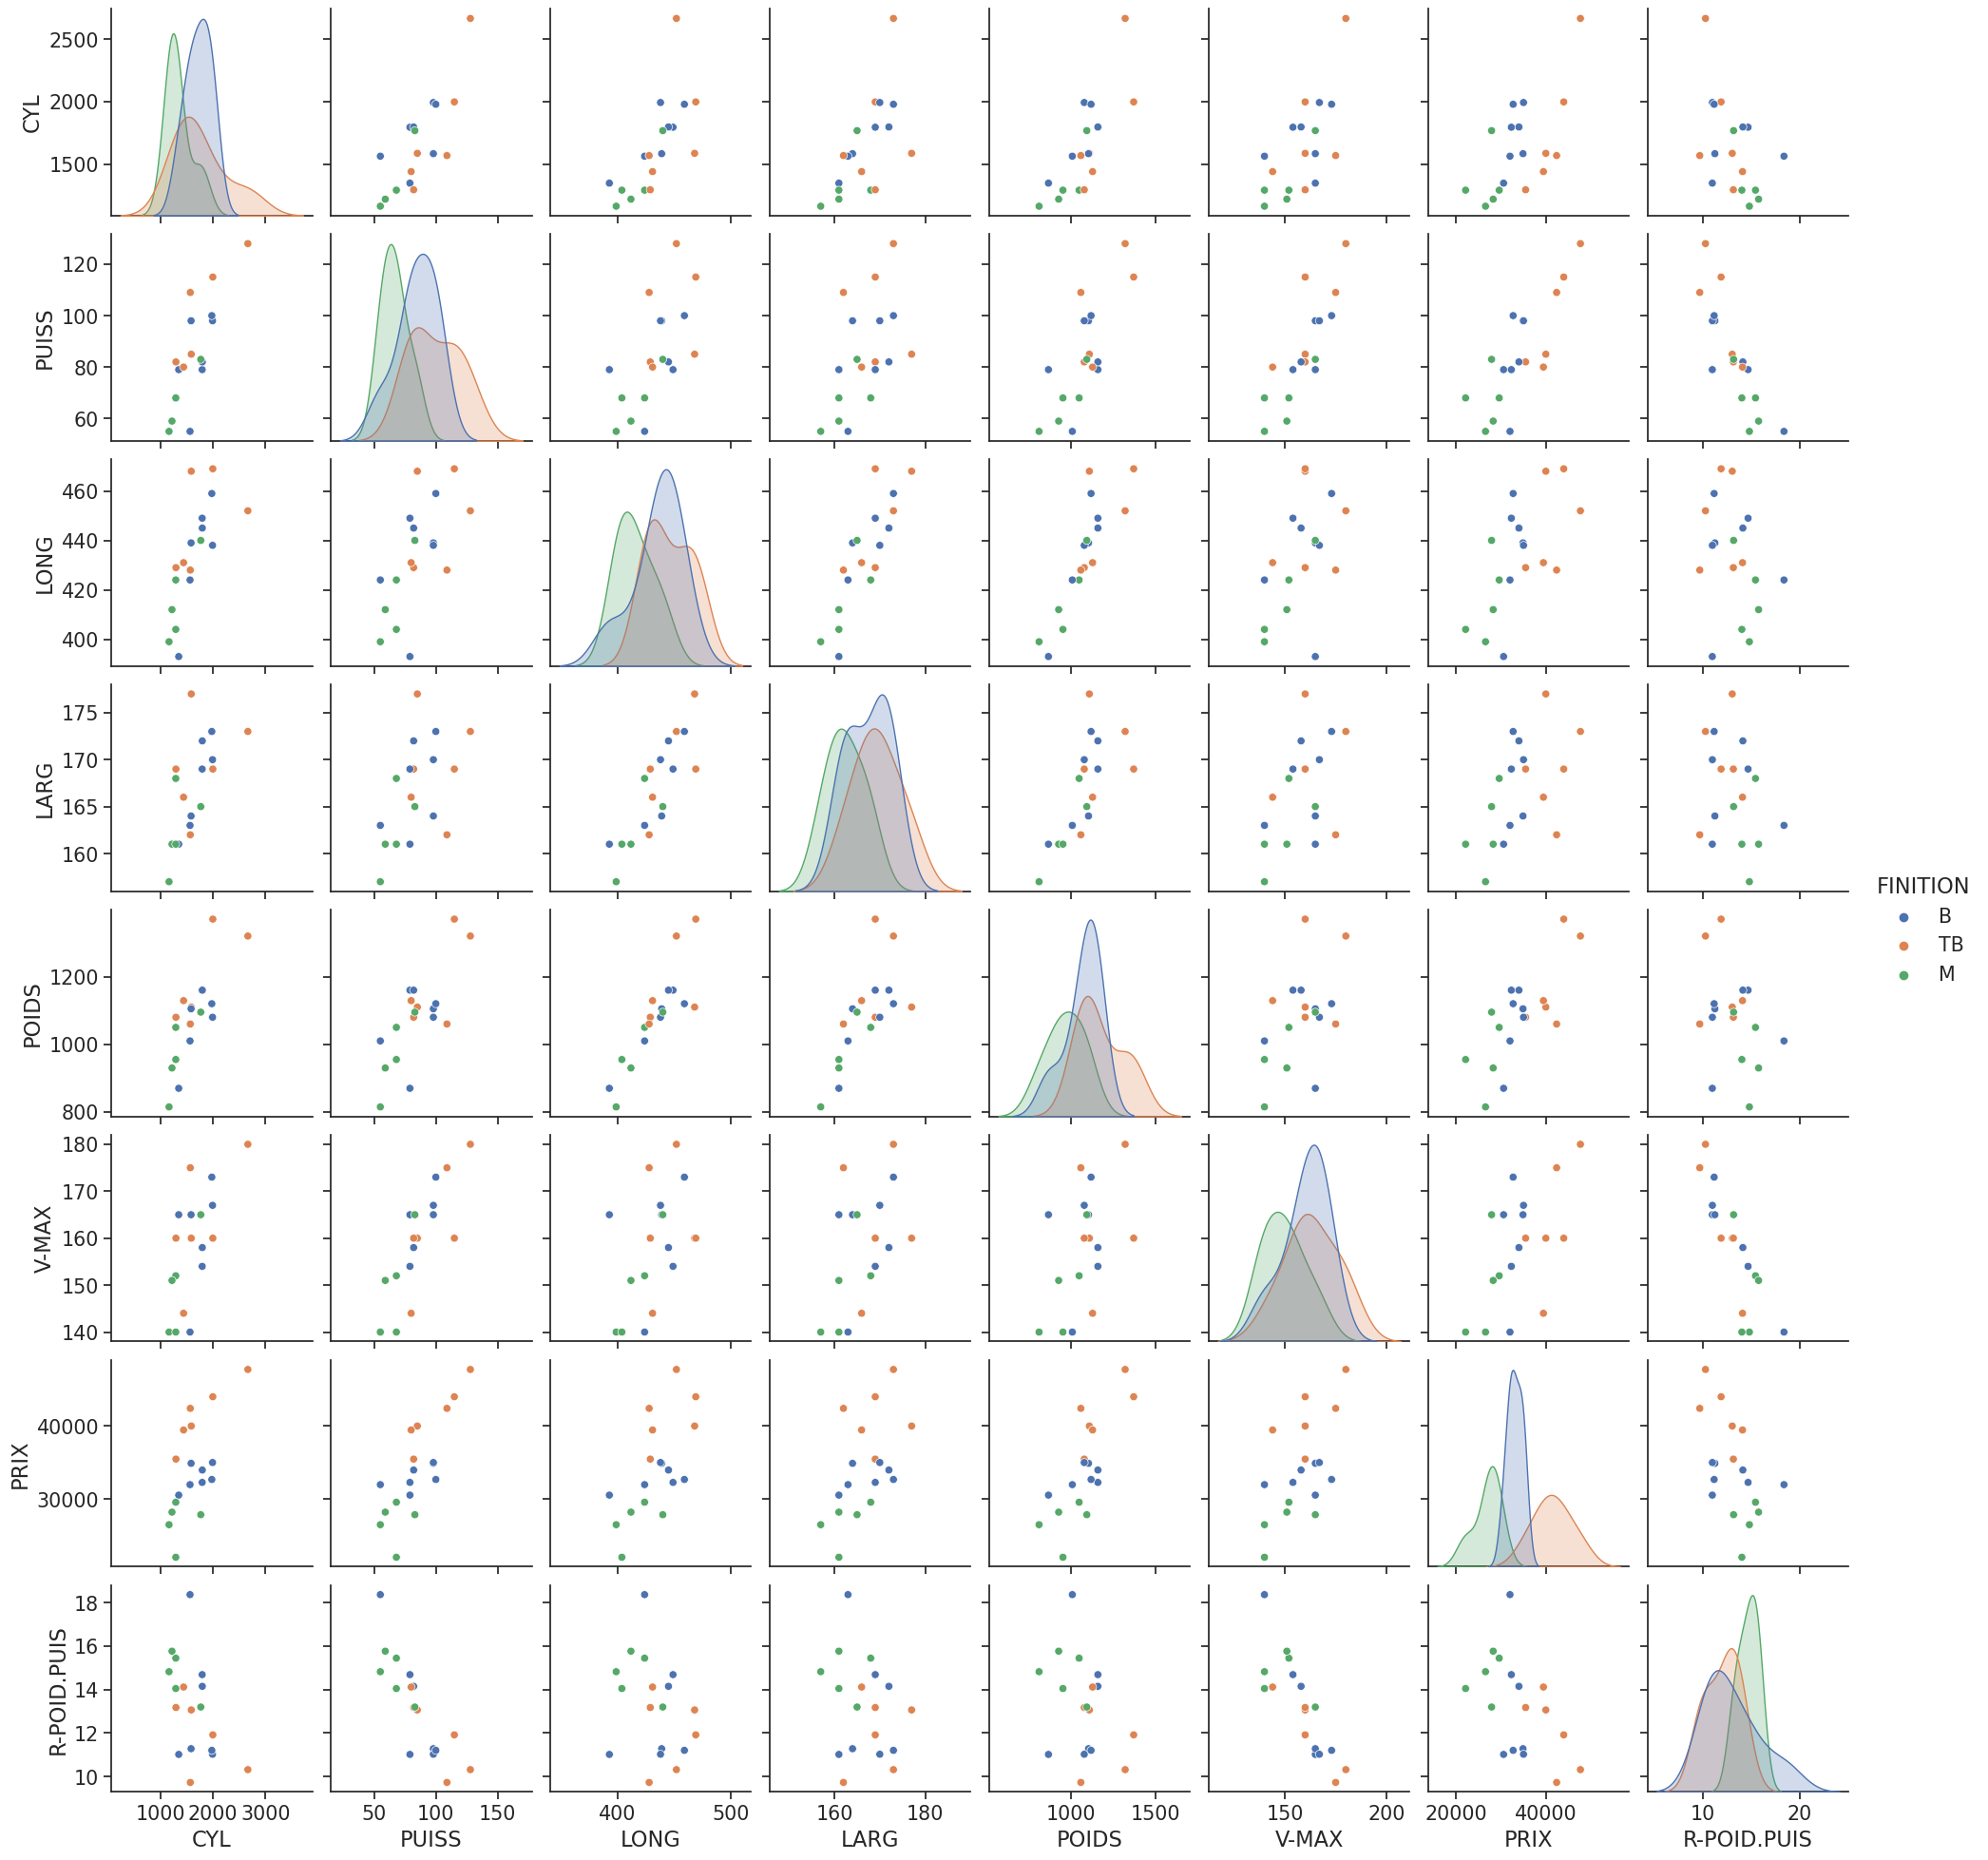 2500
2000
1500
CYL
120
100
80
60
PUISS
460
440
420
400
LONG
175
170
165
160
LARG
FINITION
B
TB
M
1200
1000
800
POIDS
180
170
160
150
140
V-MAX
40000
30000
PRIX
18
16
14
12
10
R-POID.PUIS
1000 2000 3000 50 100 150 400 500 160 180 1000 1500 150 200 20000 40000 10 20
CYL PUISS LONG LARG POIDS V-MAX PRIX R-POID.PUIS